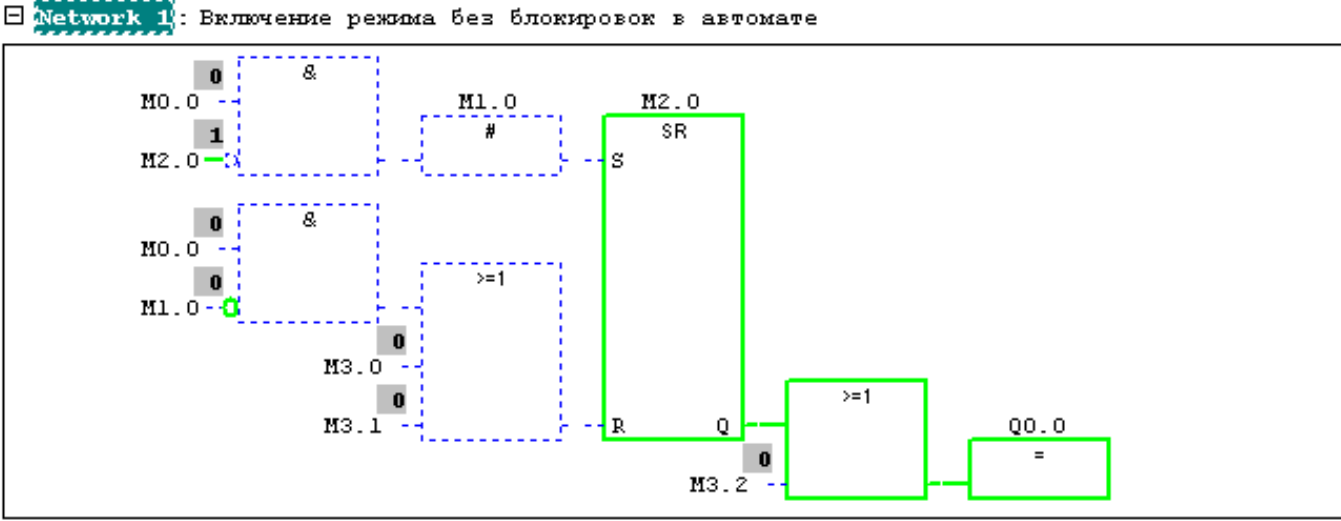 Network 1: Включение режима без блокировок в автомате
0
&
M0.0
M1.0
M2.0
1
#
SR
M2.0
S
0
&
M0.0
0
>=1
M1.0
0
M3.0
0
>=1
M3.1
R
Q
Q0.0
0
=
M3.2